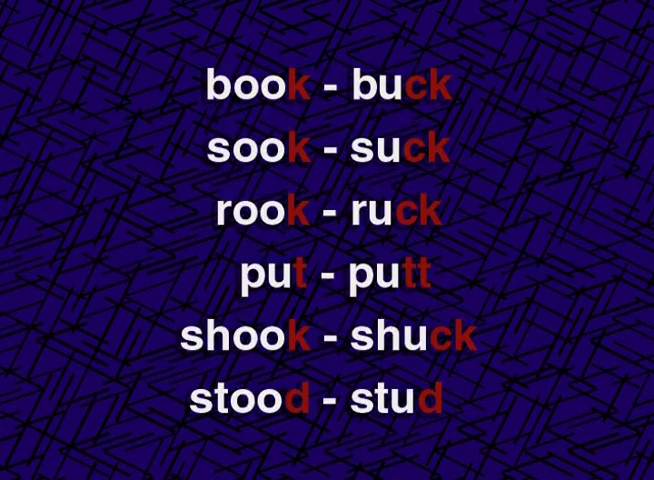 book - buck
sook - suck
rook - ruck
put - putt
shook - shuck
stood - stud